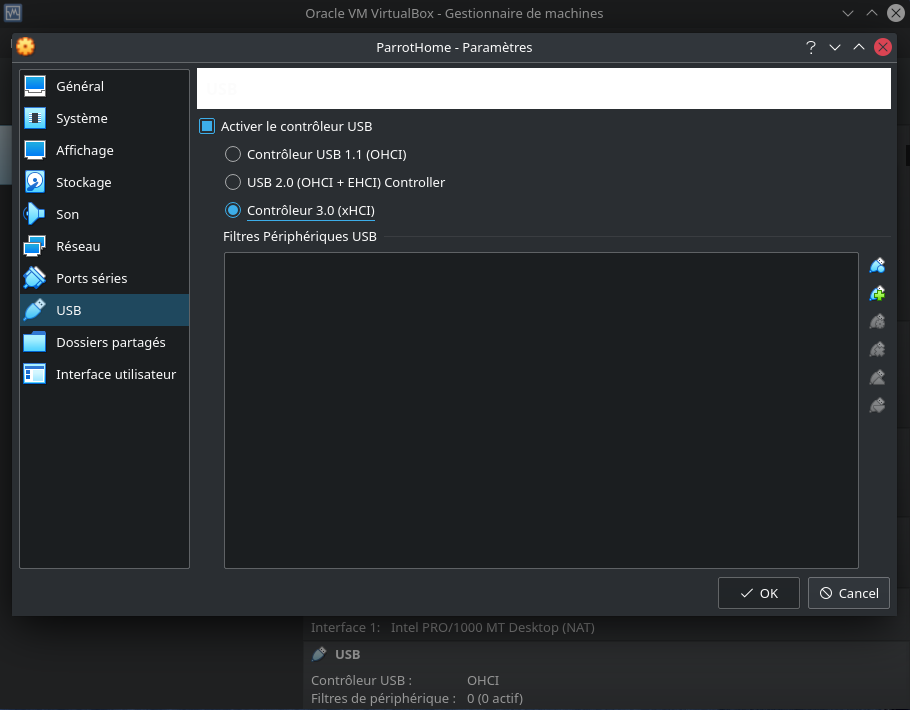 Oracle VM VirtualBox - Gestionnaire de machines
ParrotHome - Paramètres
Général
Système
Affichage
Stockage
Son
Réseau
Ports séries
USB
Dossiers partagés
Interface utilisateur
Activer le contrôleur USB
Contrôleur USB 1.1 (OHCI)
USB 2.0 (OHCI + EHCI) Controller
Contrôleur 3.0 (xHCI)
Filtres Périphériques USB
OK
Cancel
Interface 1: Intel PRO/1000 MT Desktop (NAT)
USB
Contrôleur USB : OHCI
Filtres de périphérique : 0 (0 actif)